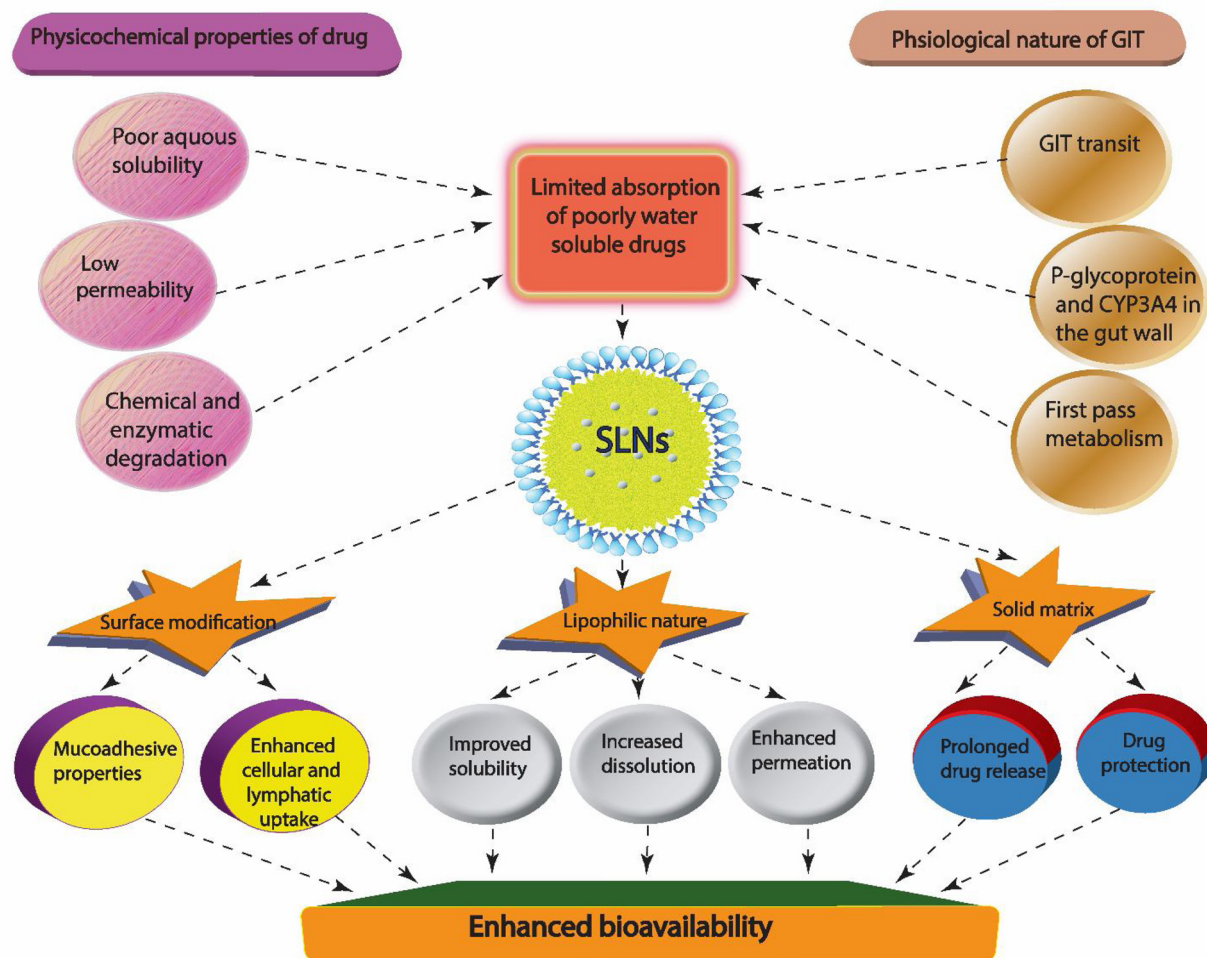 Physicochemical properties of drug
Phsiological nature of GIT
Poor aquous
solubility
Low
permeability
Chemical and
enzymatic
degradation
Limited absorption
of poorly water
soluble drugs
GIT transit
P-glycoprotein
and CYP3A4 in
the gut wall
First pass
metabolism
SLNs
Surface modification
Lipophilic nature
Solid matrix
Mucoadhesive
properties
Enhanced
cellular and
lymphatic
uptake
Improved
solubility
Increased
dissolution
Enhanced
permeation
Prolonged
drug release
Drug
protection
Enhanced bioavailability